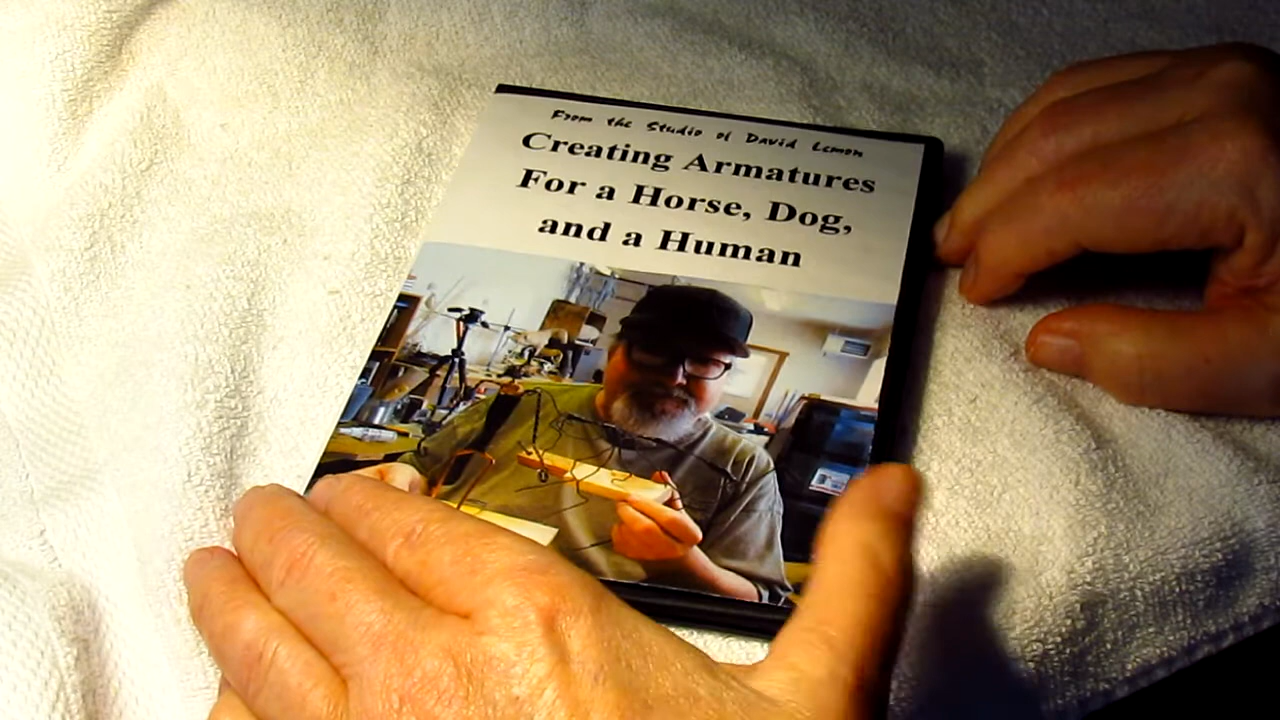 From the Studio of David Lemon
Creating Armatures
For a Horse, Dog,
and a Human